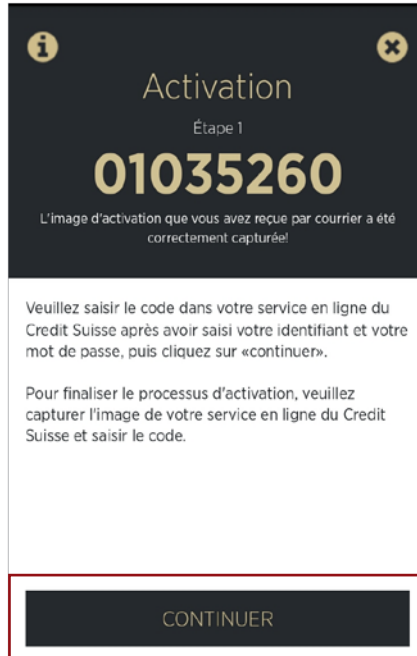 Activation
Étape 1
01035260
L'image d'activation que vous avez reçue par courrier a été
correctement capturée!
Veuillez saisir le code dans votre service en ligne du
Credit Suisse après avoir saisi votre identifiant et votre
mot de passe, puis cliquez sur «continuer».
Pour finaliser le processus d'activation, veuillez
capturer l'image de votre service en ligne du Credit
Suisse et saisir le code.
CONTINUER